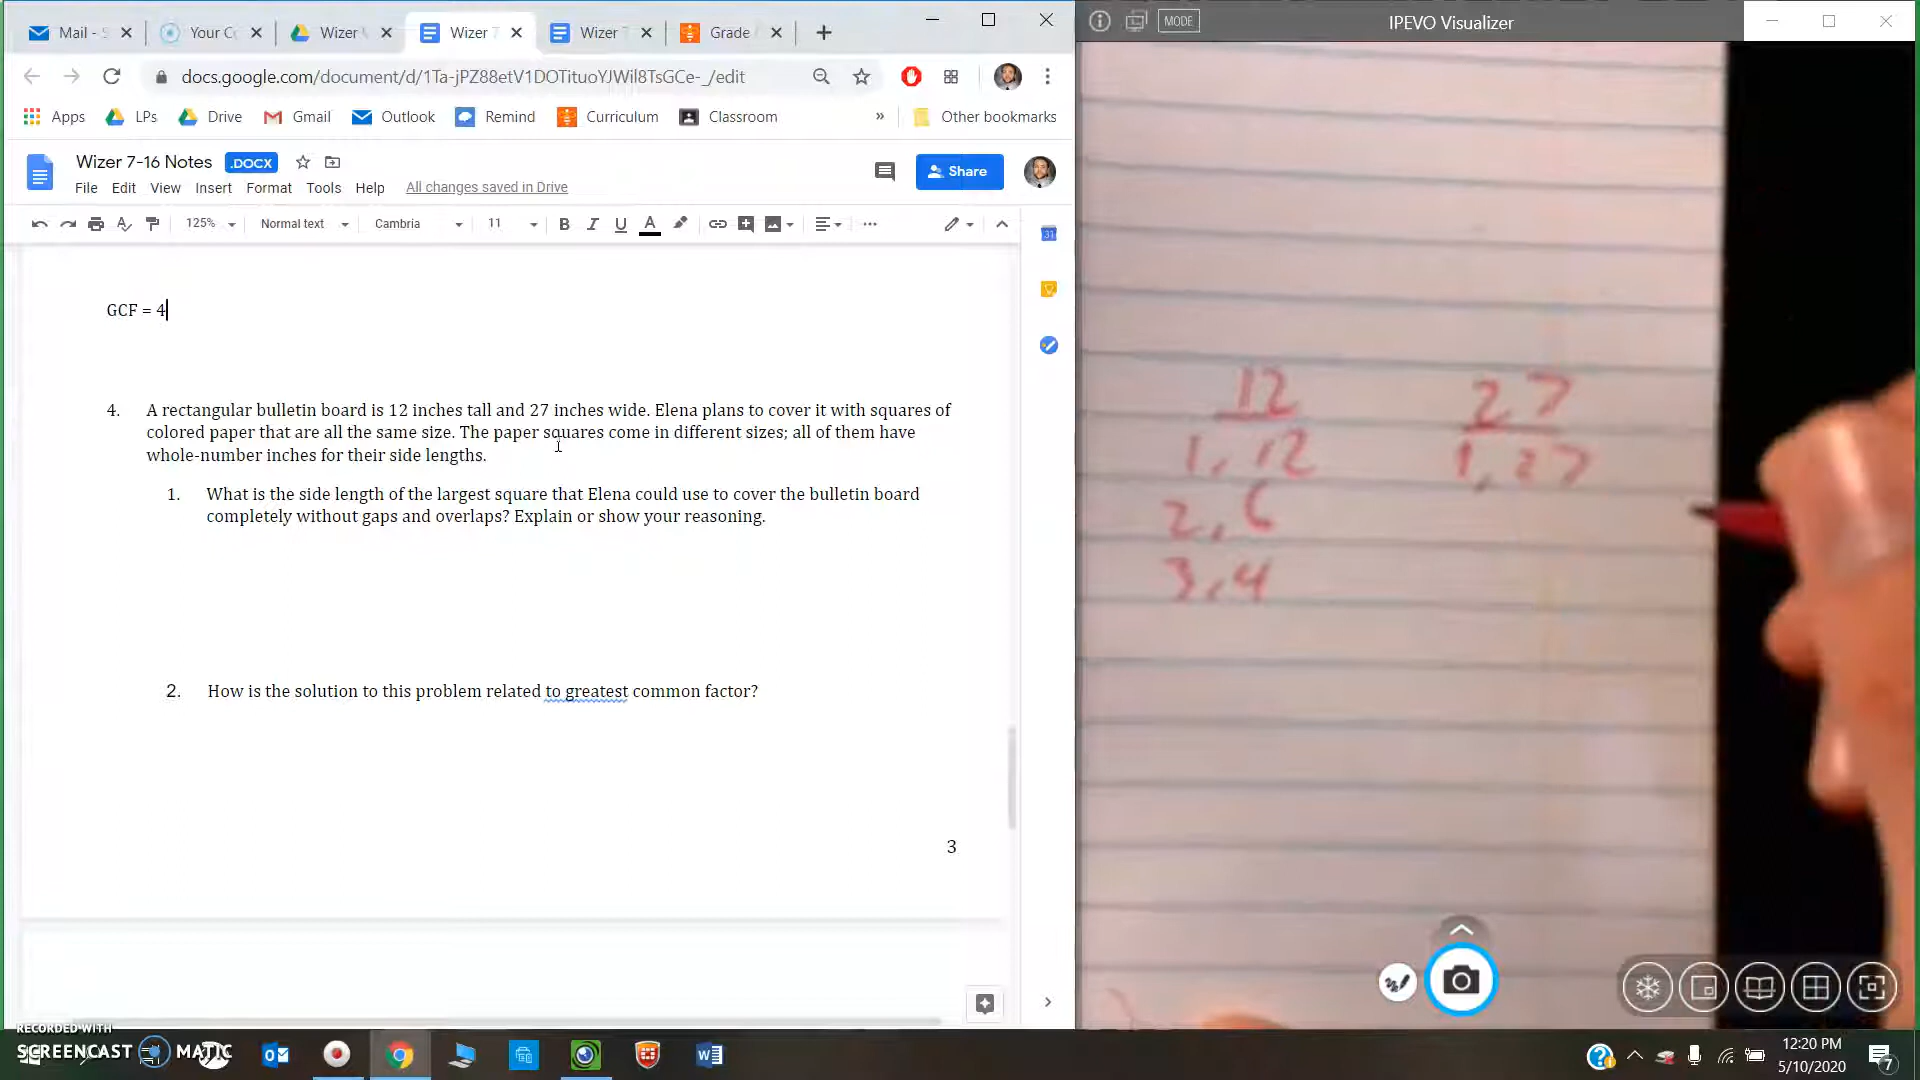 Mail - S
Your Co
Wizer V
Wizer 7
Wizer 7
Grade
IPEVO Visualizer
MODE
docs.google.com/document/d/1Ta-jPZ88etV1DOTituoYJWil8TsGCe-_/edit
Apps
LPs
Drive
Gmail
Outlook
Remind
Curriculum
Classroom
»
Other bookmarks
Wizer 7-16 Notes
.DOCX
Share
File Edit View Insert Format Tools Help All changes saved in Drive
125% Normal text Cambria 11 B I U A
31
GCF = 4
4. A rectangular bulletin board is 12 inches tall and 27 inches wide. Elena plans to cover it with squares of
colored paper that are all the same size. The paper squares come in different sizes; all of them have
whole-number inches for their side lengths.
1. What is the side length of the largest square that Elena could use to cover the bulletin board
completely without gaps and overlaps? Explain or show your reasoning.
2. How is the solution to this problem related to greatest common factor?
3
12
1, 12
2, 6
3, 4
27
1, 27
RECORDED WITH
SCREENCAST MATIC
12:20 PM
5/10/2020
7